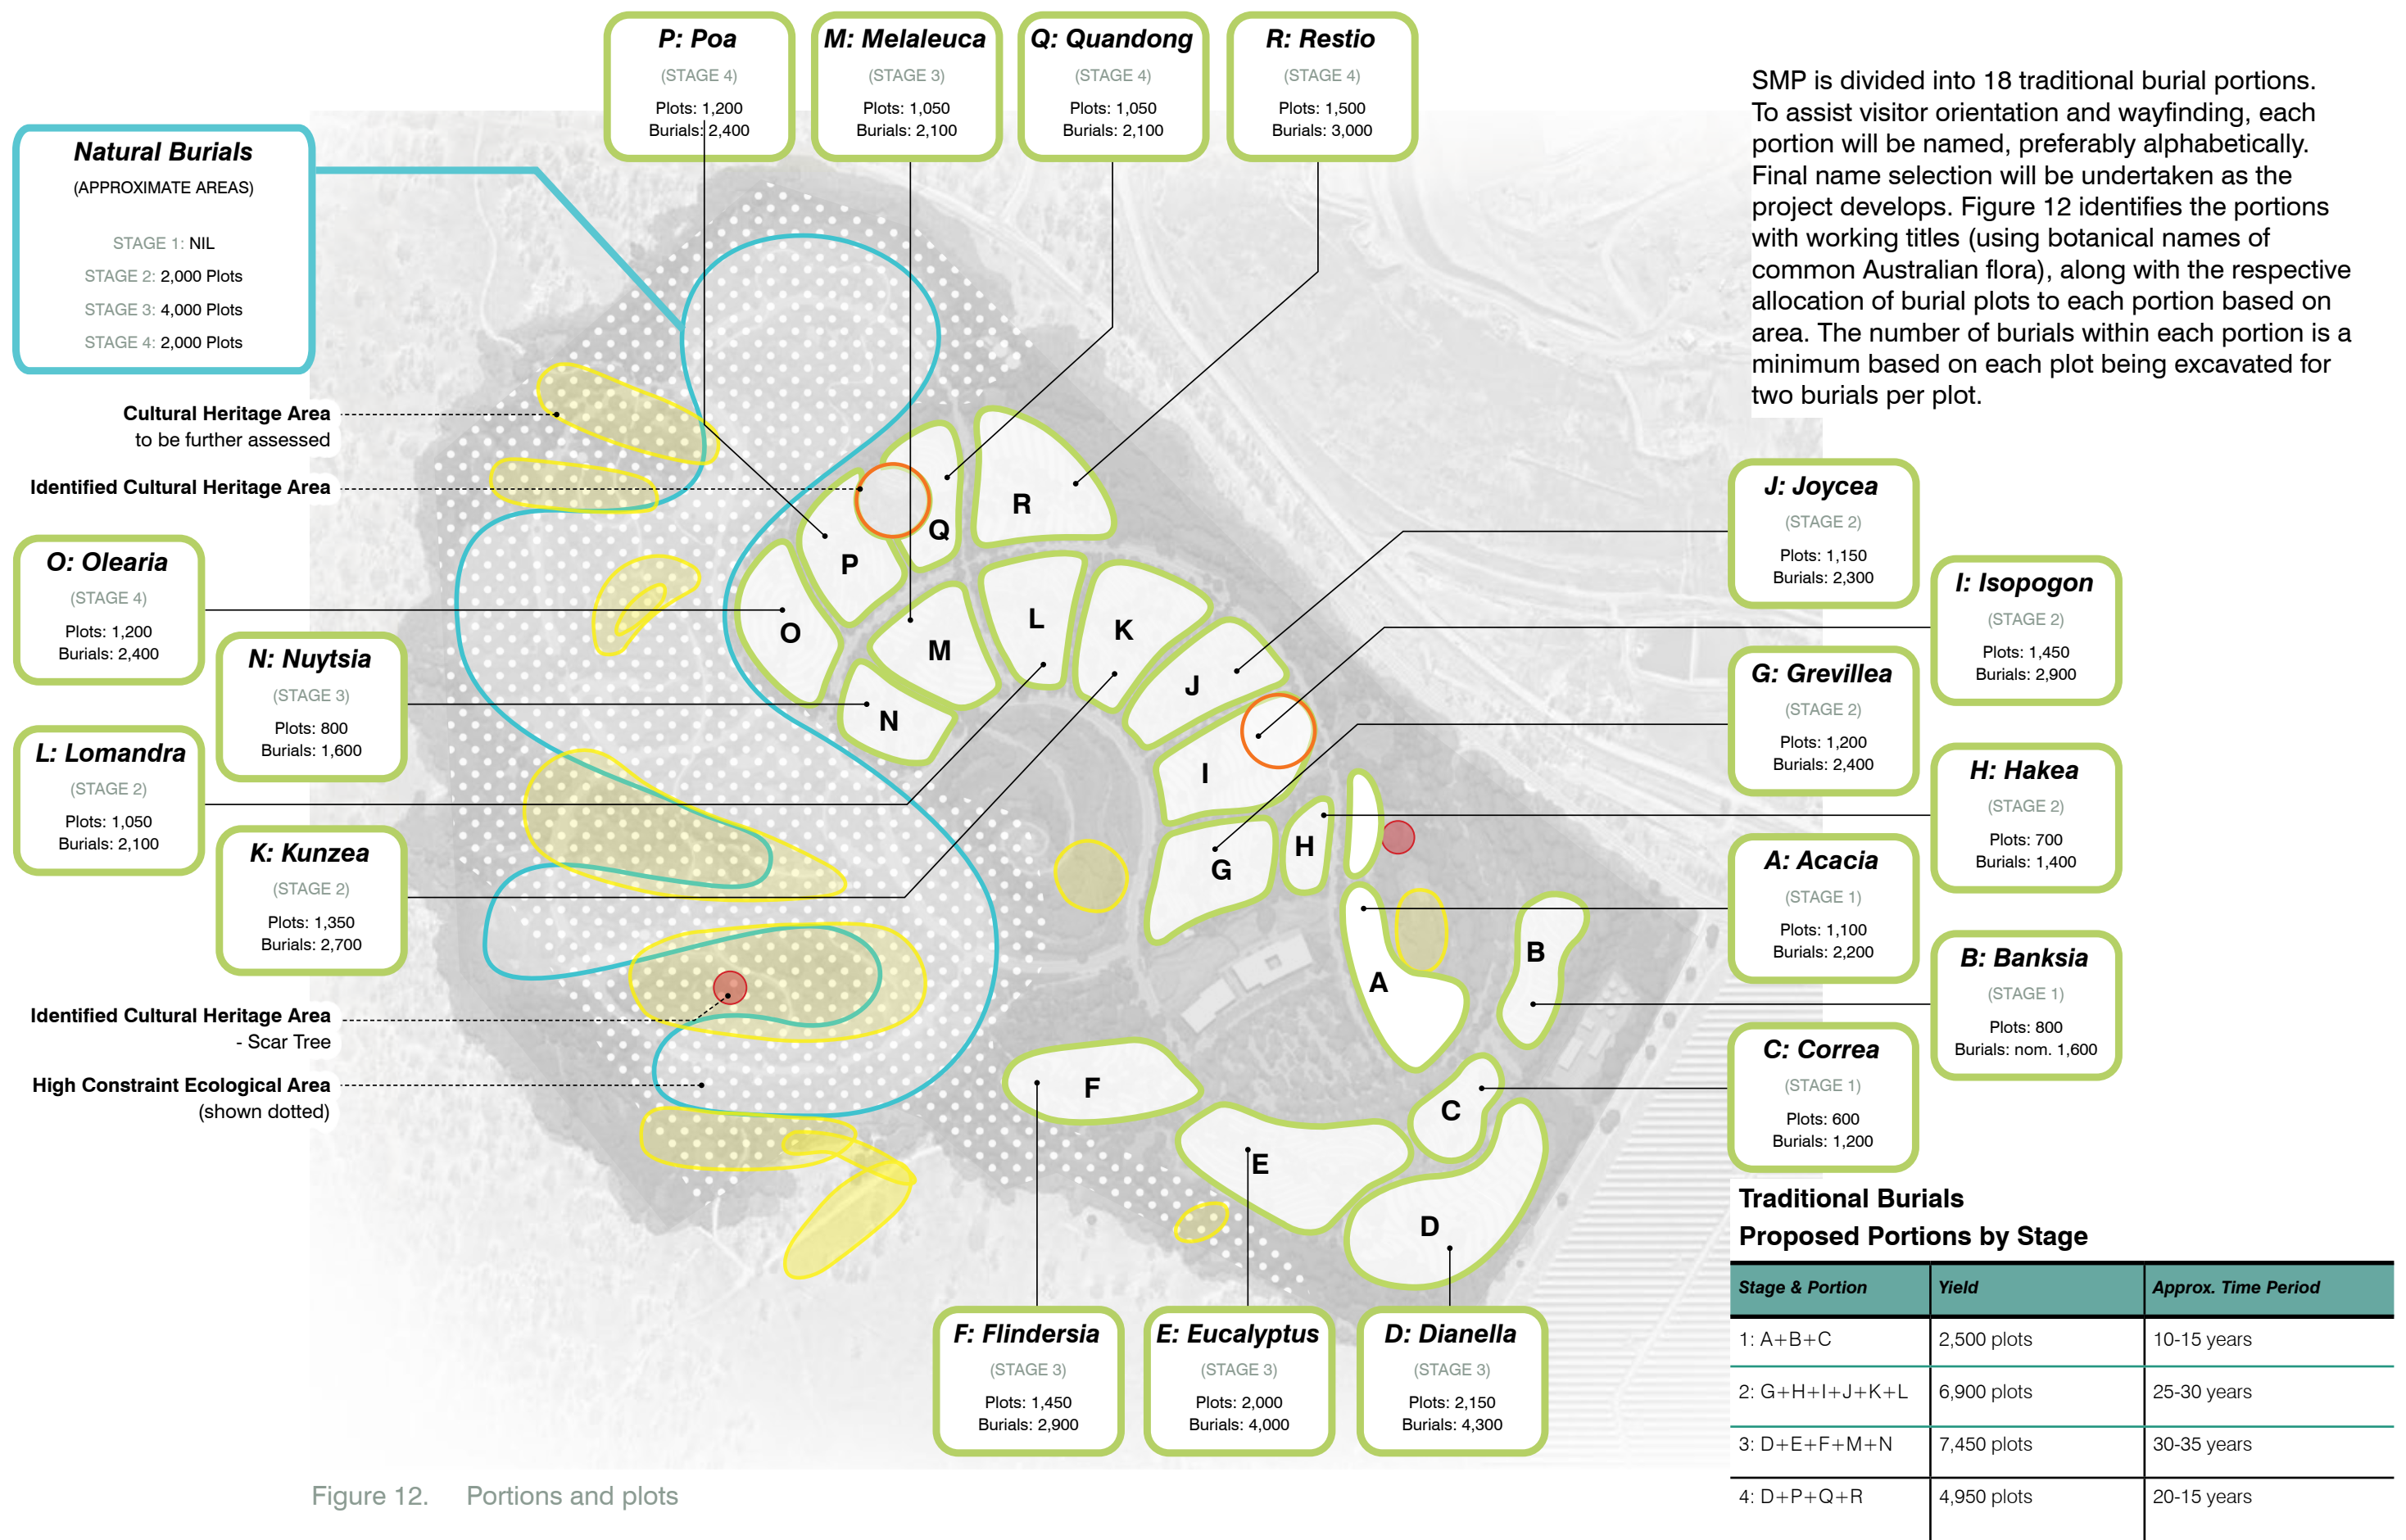 P: Poa
(STAGE 4)
Plots: 1,200
Burials: 2,400
M: Melaleuca
(STAGE 3)
Plots: 1,050
Burials: 2,100
Q: Quandong
(STAGE 4)
Plots: 1,050
Burials: 2,100
R: Restio
(STAGE 4)
Plots: 1,500
Burials: 3,000
SMP is divided into 18 traditional burial portions.
To assist visitor orientation and wayfinding, each
portion will be named, preferably alphabetically.
Final name selection will be undertaken as the
project develops. Figure 12 identifies the portions
with working titles (using botanical names of
common Australian flora), along with the respective
allocation of burial plots to each portion based on
area. The number of burials within each portion is a
minimum based on each plot being excavated for
two burials per plot.
Natural Burials
(APPROXIMATE AREAS)
STAGE 1: NIL
STAGE 2: 2,000 Plots
STAGE 3: 4,000 Plots
STAGE 4: 2,000 Plots
Cultural Heritage Area
to be further assessed
Identified Cultural Heritage Area
O: Olearia
(STAGE 4)
Plots: 1,200
Burials: 2,400
N: Nuytsia
(STAGE 3)
Plots: 800
Burials: 1,600
L: Lomandra
(STAGE 2)
Plots: 1,050
Burials: 2,100
K: Kunzea
(STAGE 2)
Plots: 1,350
Burials: 2,700
Identified Cultural Heritage Area
- Scar Tree
High Constraint Ecological Area
(shown dotted)
R
Q
P
O
L
K
M
J
N
I
H
G
B
A
F
C
E
D
J: Joycea
(STAGE 2)
Plots: 1,150
Burials: 2,300
I: Isopogon
(STAGE 2)
Plots: 1,450
Burials: 2,900
G: Grevillea
(STAGE 2)
Plots: 1,200
Burials: 2,400
H: Hakea
(STAGE 2)
Plots: 700
Burials: 1,400
A: Acacia
(STAGE 1)
Plots: 1,100
Burials: 2,200
B: Banksia
(STAGE 1)
Plots: 800
Burials: nom. 1,600
C: Correa
(STAGE 1)
Plots: 600
Burials: 1,200
F: Flindersia
(STAGE 3)
Plots: 1,450
Burials: 2,900
E: Eucalyptus
(STAGE 3)
Plots: 2,000
Burials: 4,000
D: Dianella
(STAGE 3)
Plots: 2,150
Burials: 4,300
Traditional Burials
Proposed Portions by Stage
Stage & Portion Yield Approx. Time Period
1: A+B+C 2,500 plots 10-15 years
2: G+H+I+J+K+L 6,900 plots 25-30 years
3: D+E+F+M+N 7,450 plots 30-35 years
4: D+P+Q+R 4,950 plots 20-15 years
Figure 12. Portions and plots